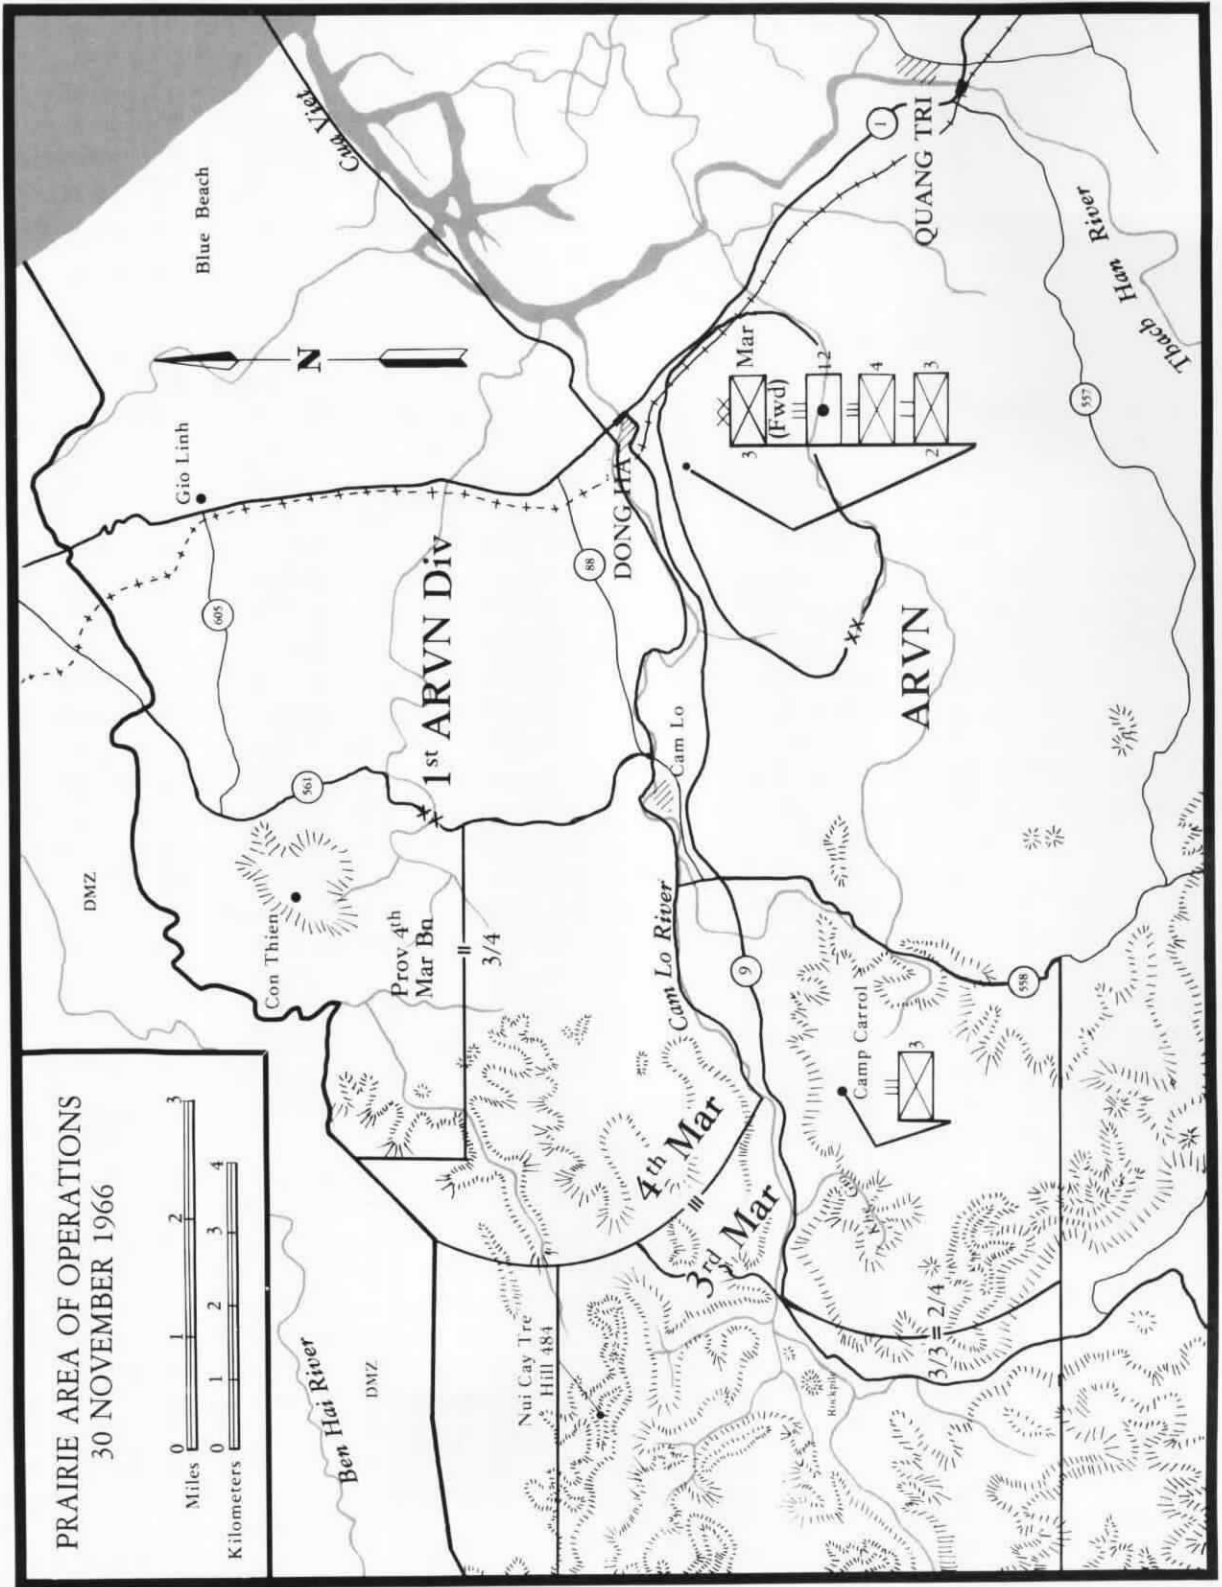 PRAIRIE AREA OF OPERATIONS
30 NOVEMBER 1966
0 1 2 3
Miles
0 1 2 3 4
Kilometers
DMZ
Ben Hai River
DMZ
Con Thien
Gio Linh
Blue Beach
Cua Viet
N
605
561
Prov 4th
Mar Bn
3/4
1st ARVN Div
88
DONG HA
Cam Lo
Cam Lo River
9
4th Mar
3rd Mar
Nui Cay Tre
Hill 484
Rockpile
3/3 = 2/4
Camp Carrol
3
558
ARVN
XX
3 Mar
(Fwd)
12
4
2 3
1
QUANG TRI
Thach Han River
557